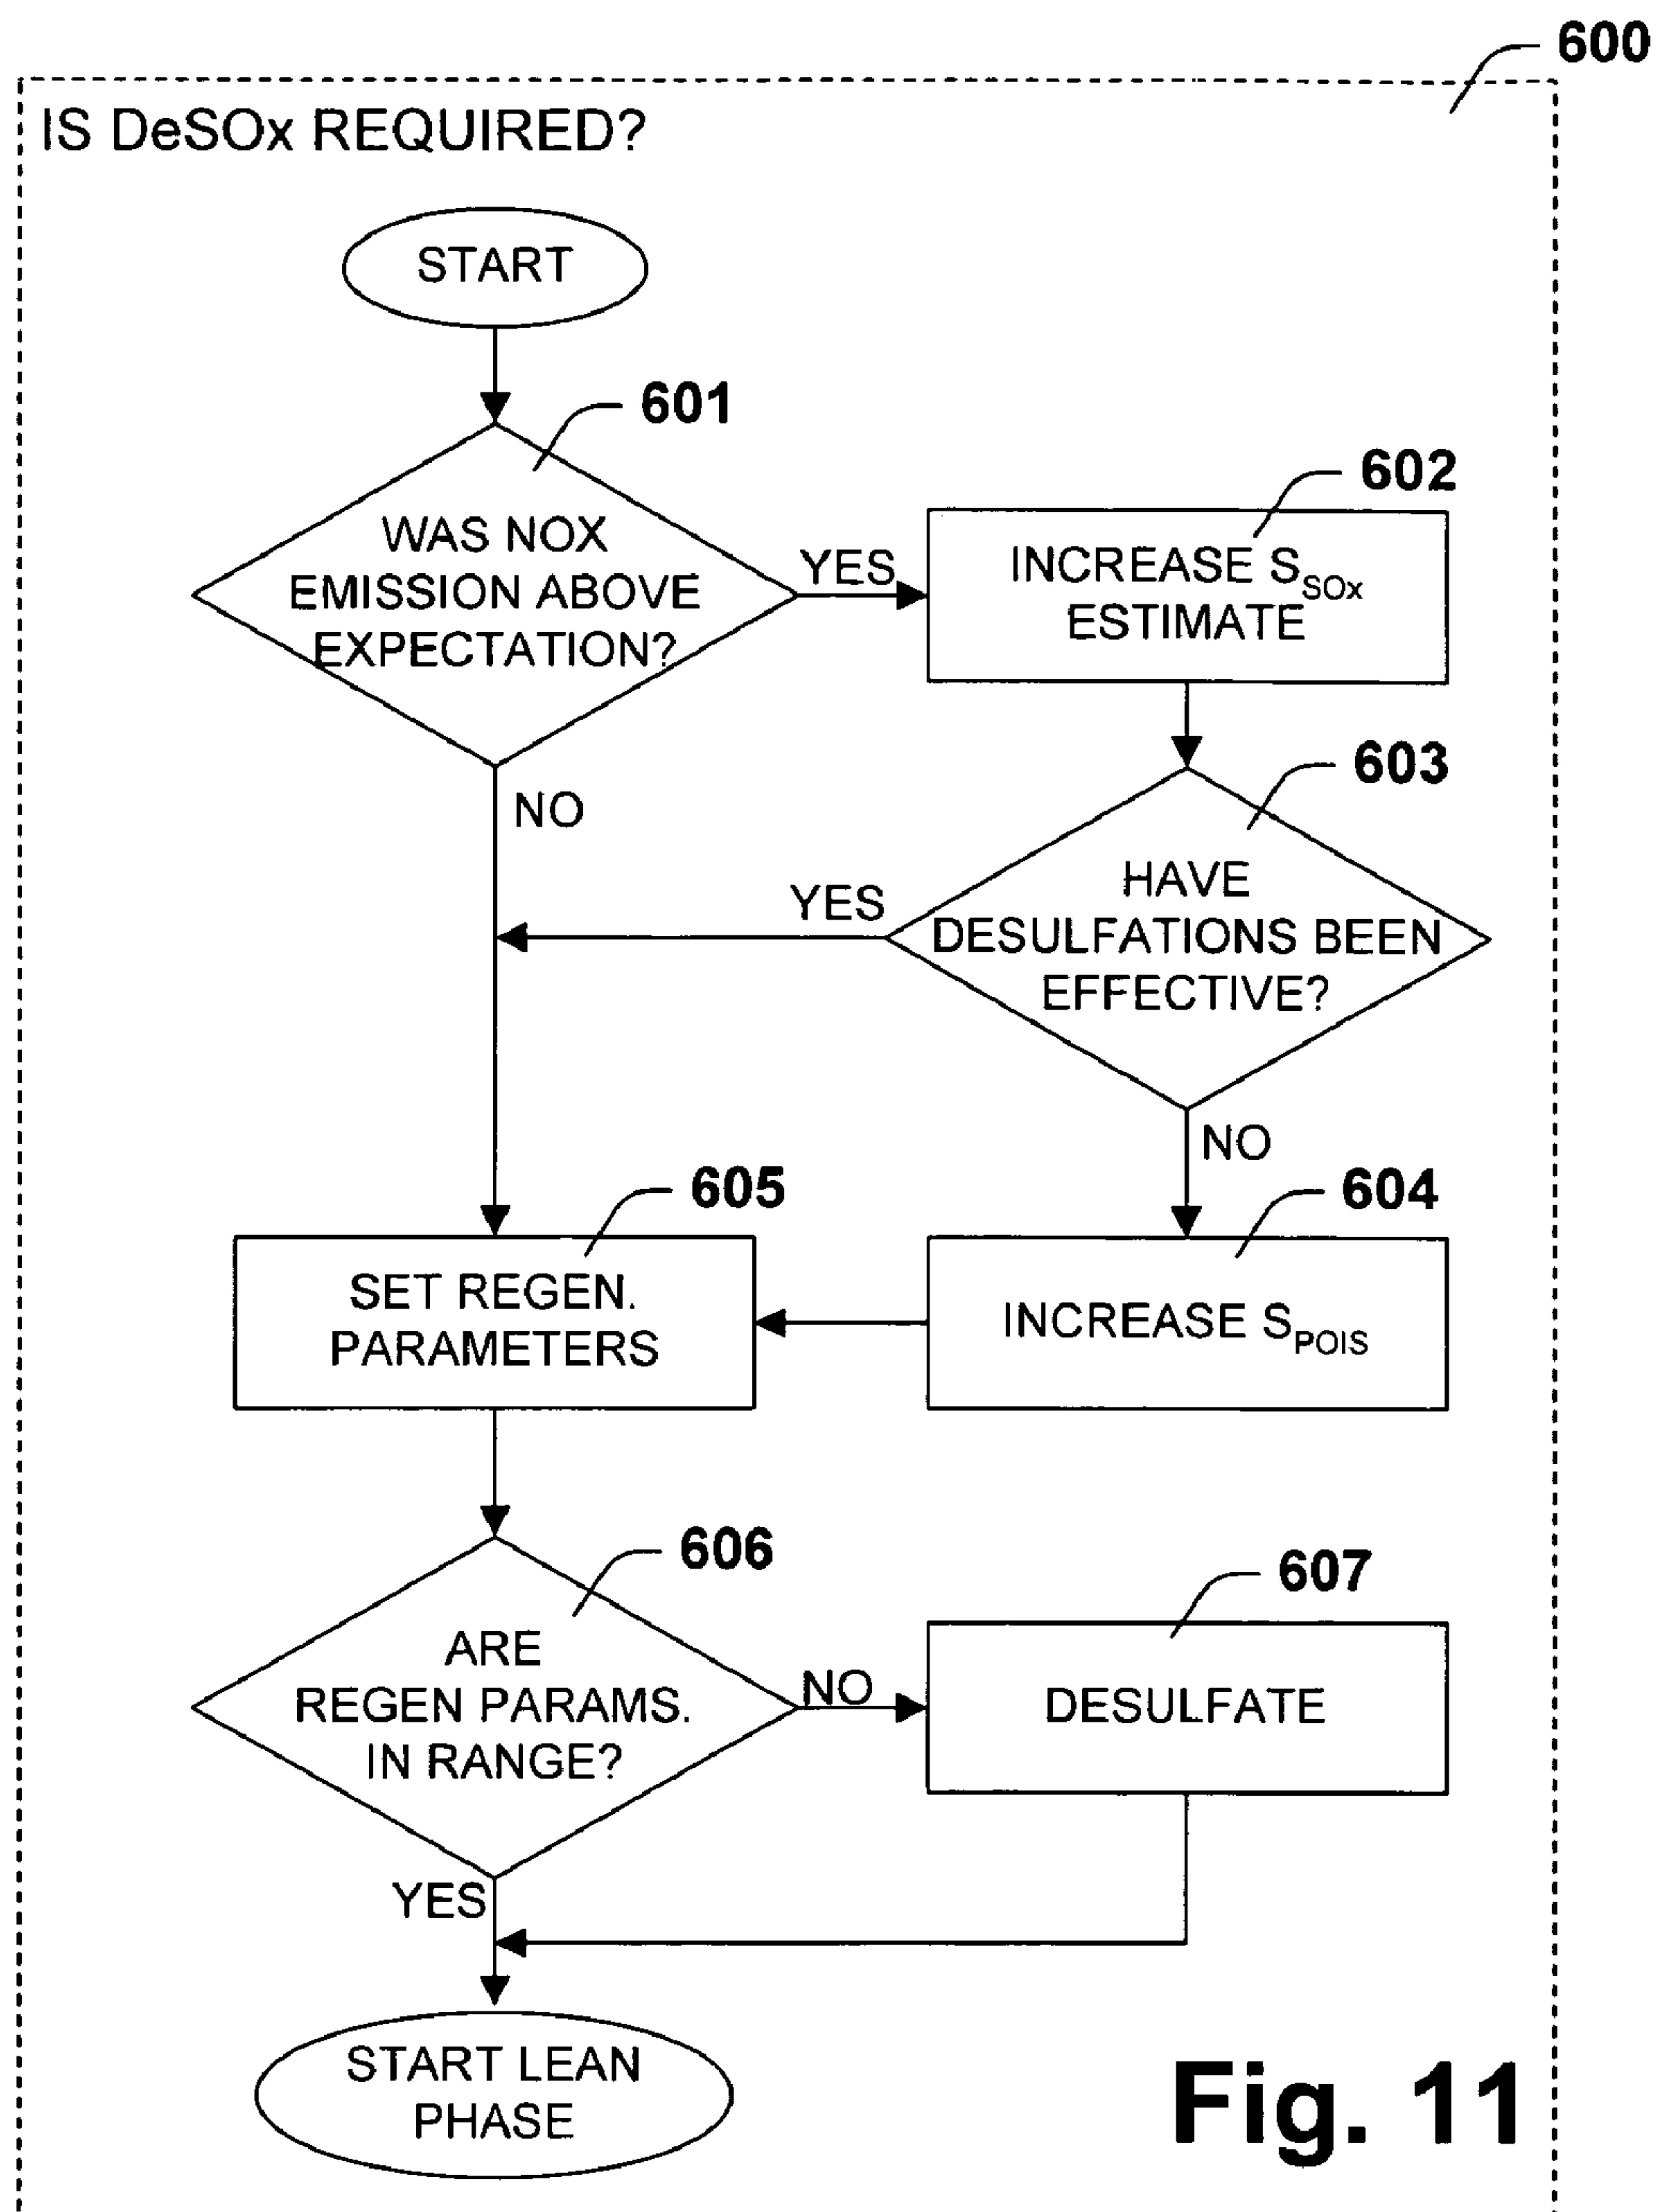 600
IS DeSOx REQUIRED?
START
601
WAS NOX
EMISSION ABOVE
EXPECTATION?
YES
602
INCREASE S_SOx
ESTIMATE
NO
603
HAVE
DESULFATIONS BEEN
EFFECTIVE?
YES
NO
605
SET REGEN.
PARAMETERS
604
INCREASE S_POIS
606
ARE
REGEN PARAMS.
IN RANGE?
NO
607
DESULFATE
YES
START LEAN
PHASE
Fig. 11